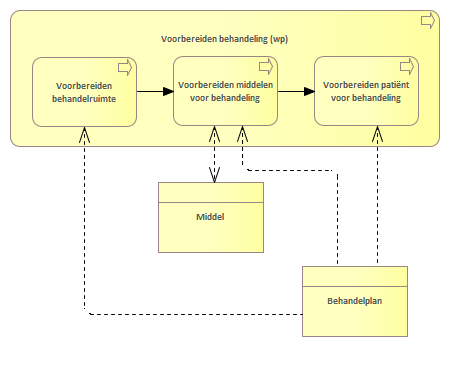 Voorbereiden behandeling (wp)
Voorbereiden
behandelruimte
Voorbereiden middelen
voor behandeling
Voorbereiden patiënt
voor behandeling
Middel
Behandelplan